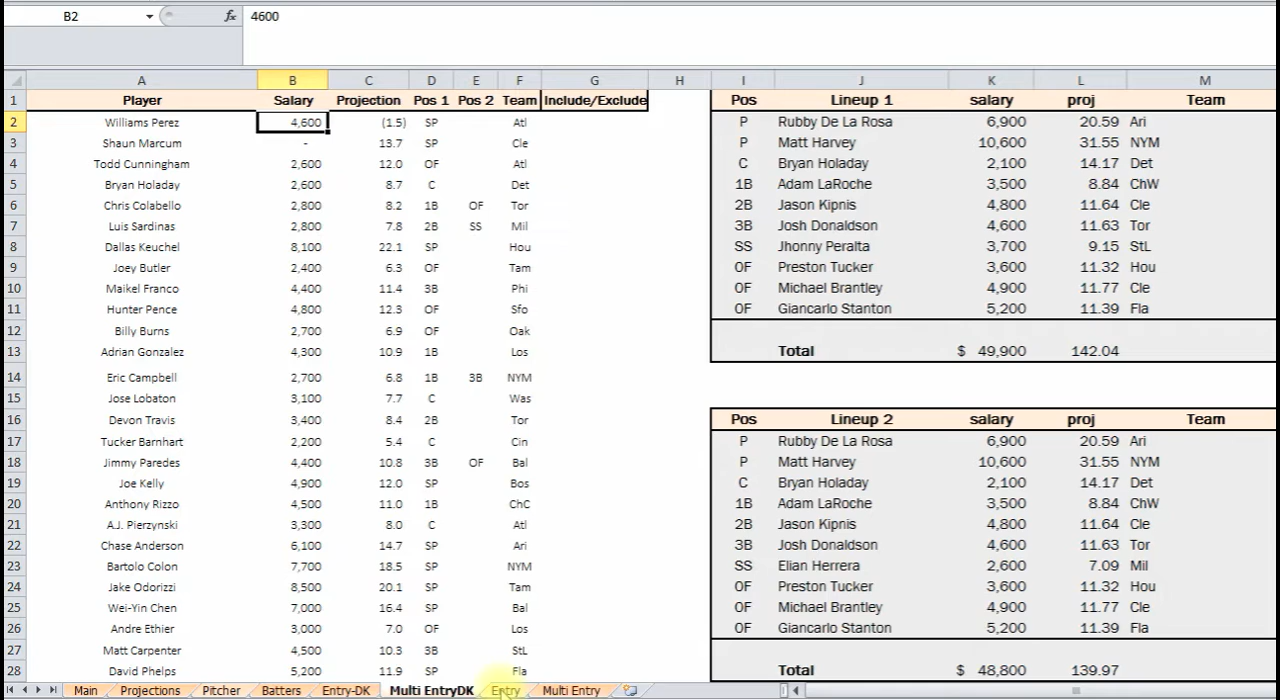 B2 fx 4600
A B C D E F G H I J K L M
1 Player Salary Projection Pos 1 Pos 2 Team Include/Exclude Pos Lineup 1 salary proj Team
2 Williams Perez 4,600 (1.5) SP Atl P Rubby De La Rosa 6,900 20.59 Ari
3 Shaun Marcum - 13.7 SP Cle P Matt Harvey 10,600 31.55 NYM
4 Todd Cunningham 2,600 12.0 OF Atl C Bryan Holaday 2,100 14.17 Det
5 Bryan Holaday 2,600 8.7 C Det 1B Adam LaRoche 3,500 8.84 ChW
6 Chris Colabello 2,800 8.2 1B OF Tor 2B Jason Kipnis 4,800 11.64 Cle
7 Luis Sardinas 2,800 7.8 2B SS Mil 3B Josh Donaldson 4,600 11.63 Tor
8 Dallas Keuchel 8,100 22.1 SP Hou SS Jhonny Peralta 3,700 9.15 StL
9 Joey Butler 2,400 6.3 OF Tam OF Preston Tucker 3,600 11.32 Hou
10 Maikel Franco 4,400 11.4 3B Phi OF Michael Brantley 4,900 11.77 Cle
11 Hunter Pence 4,800 12.3 OF Sfo OF Giancarlo Stanton 5,200 11.39 Fla
12 Billy Burns 2,700 6.9 OF Oak
13 Adrian Gonzalez 4,300 10.9 1B Los Total $ 49,900 142.04
14 Eric Campbell 2,700 6.8 1B 3B NYM
15 Jose Lobaton 3,100 7.7 C Was
16 Devon Travis 3,400 8.4 2B Tor Pos Lineup 2 salary proj Team
17 Tucker Barnhart 2,200 5.4 C Cin P Rubby De La Rosa 6,900 20.59 Ari
18 Jimmy Paredes 4,400 10.8 3B OF Bal P Matt Harvey 10,600 31.55 NYM
19 Joe Kelly 4,900 12.0 SP Bos C Bryan Holaday 2,100 14.17 Det
20 Anthony Rizzo 4,500 11.0 1B ChC 1B Adam LaRoche 3,500 8.84 ChW
21 A.J. Pierzynski 3,300 8.0 C Atl 2B Jason Kipnis 4,800 11.64 Cle
22 Chase Anderson 6,100 14.7 SP Ari 3B Josh Donaldson 4,600 11.63 Tor
23 Bartolo Colon 7,700 18.5 SP NYM SS Elian Herrera 2,600 7.09 Mil
24 Jake Odorizzi 8,500 20.1 SP Tam OF Preston Tucker 3,600 11.32 Hou
25 Wei-Yin Chen 7,000 16.4 SP Bal OF Michael Brantley 4,900 11.77 Cle
26 Andre Ethier 3,000 7.0 OF Los OF Giancarlo Stanton 5,200 11.39 Fla
27 Matt Carpenter 4,500 10.3 3B StL
28 David Phelps 5,200 11.9 SP Fla Total $ 48,800 139.97
Main Projections Pitcher Batters Entry-DK Multi EntryDK Entry Multi Entry